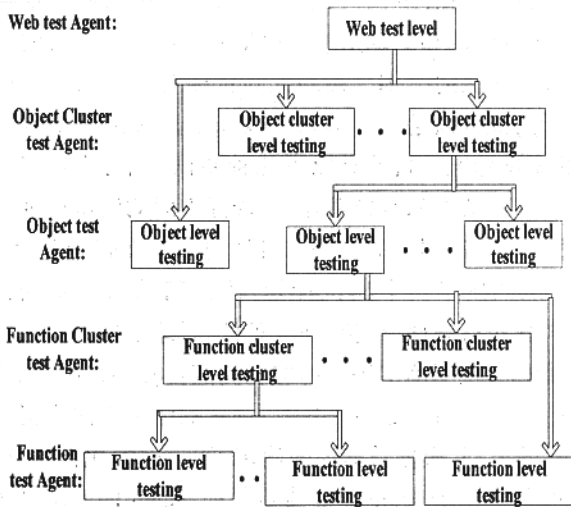 Web test Agent:
Web test level
Object Cluster
test Agent:
Object cluster
level testing
. . .
Object cluster
level testing
Object test
Agent:
Object level
testing
Object level
testing
. . .
Object level
testing
Function Cluster
test Agent:
Function cluster
level testing
. . .
Function cluster
level testing
Function
test Agent:
Function level
testing
. .
Function level
testing
Function level
testing